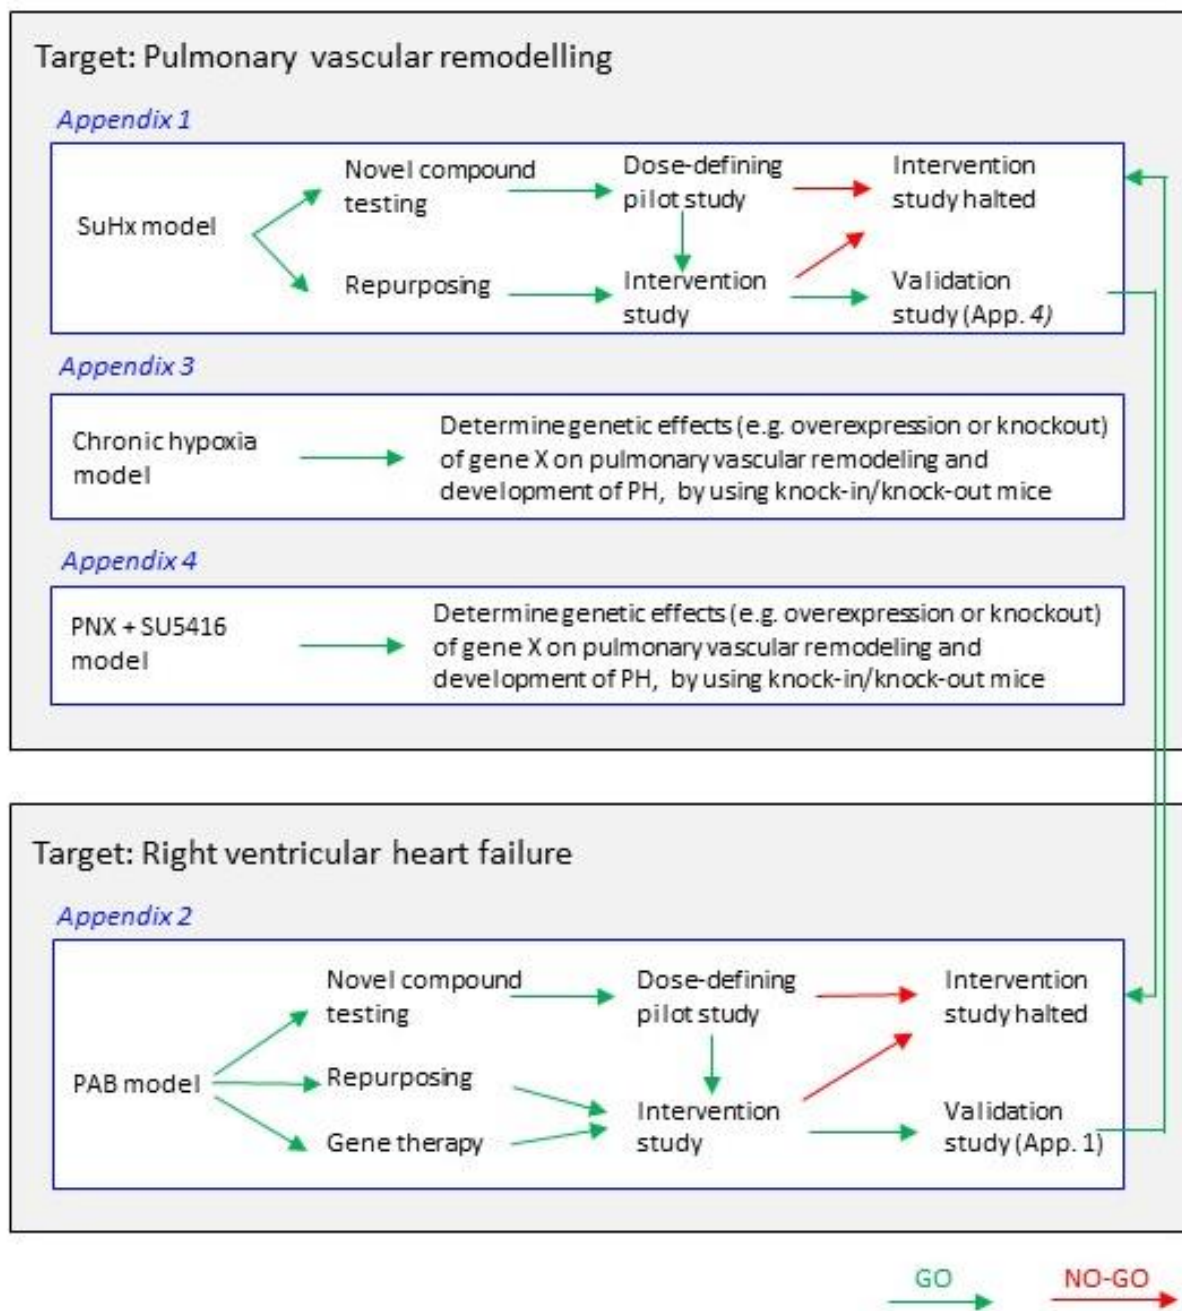 Target: Pulmonary vascular remodelling
Appendix 1
SuHx model
Novel compound
testing
Repurposing
Dose-defining
pilot study
Intervention
study
Intervention
study halted
Validation
study (App. 4)
Appendix 3
Chronic hypoxia
model
Determine genetic effects (e.g. overexpression or knockout)
of gene X on pulmonary vascular remodeling and
development of PH, by using knock-in/knock-out mice
Appendix 4
PNX + SU5416
model
Determine genetic effects (e.g. overexpression or knockout)
of gene X on pulmonary vascular remodeling and
development of PH, by using knock-in/knock-out mice
Target: Right ventricular heart failure
Appendix 2
PAB model
Novel compound
testing
Repurposing
Gene therapy
Dose-defining
pilot study
Intervention
study
Intervention
study halted
Validation
study (App. 1)
GO
NO-GO